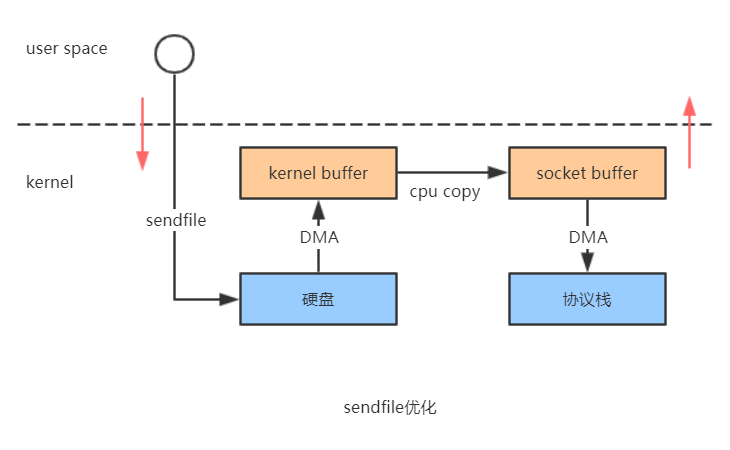 user space
kernel
kernel buffer
cpu copy
socket buffer
sendfile
DMA
DMA
硬盘
协议栈
sendfile优化